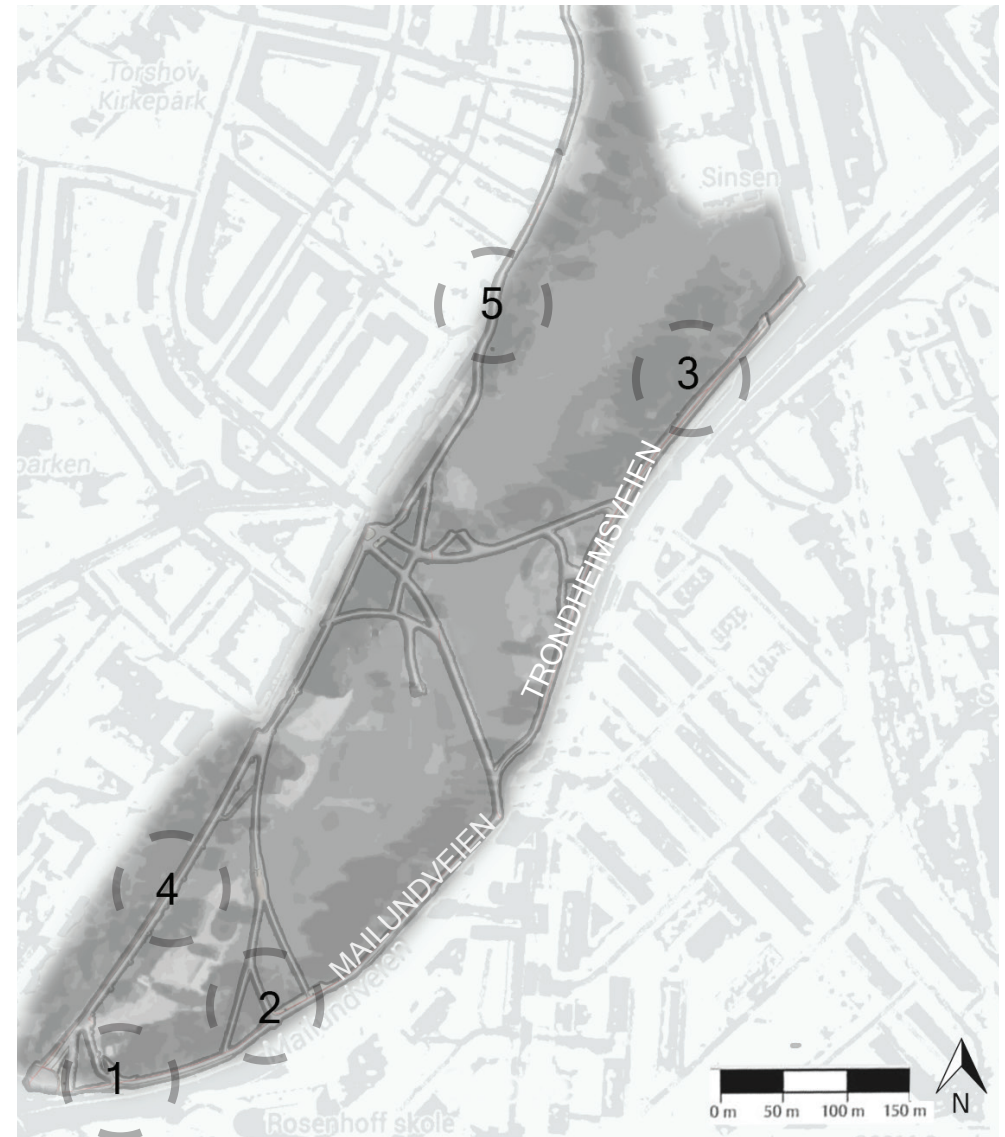 Torshov
Kirkepark
Sinsen
5
3
parken
TRONDHEIMSVEIEN
MAILUNDVEIEN
4
2
Mailundveien
1
Rosenhoff skole
0 m 50 m 100 m 150 m
N